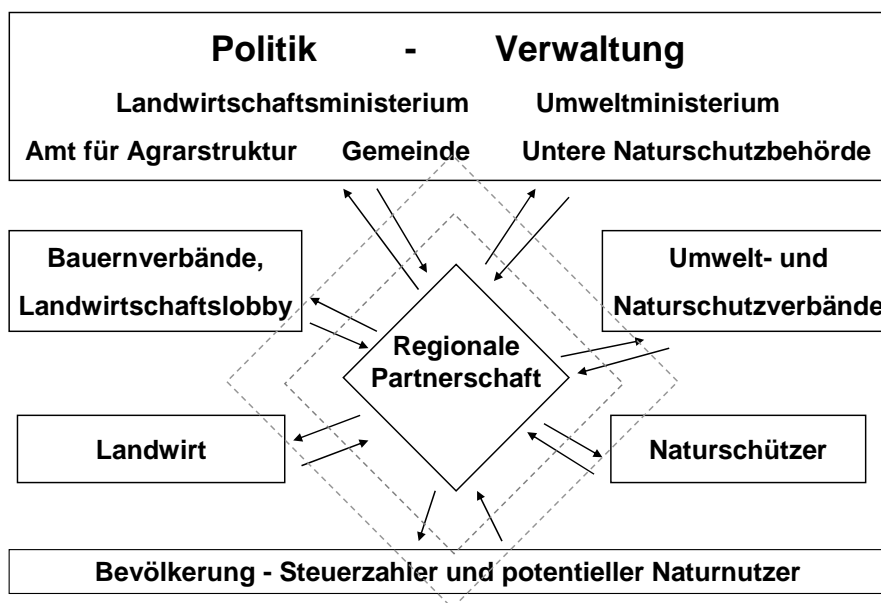 Politik - Verwaltung
Landwirtschaftsministerium Umweltministerium
Amt für Agrarstruktur Gemeinde Untere Naturschutzbehörde
Bauernverbände,
Landwirtschaftslobby
Umwelt- und
Naturschutzverbände
Regionale
Partnerschaft
Landwirt
Naturschützer
Bevölkerung - Steuerzahler und potentieller Naturnutzer